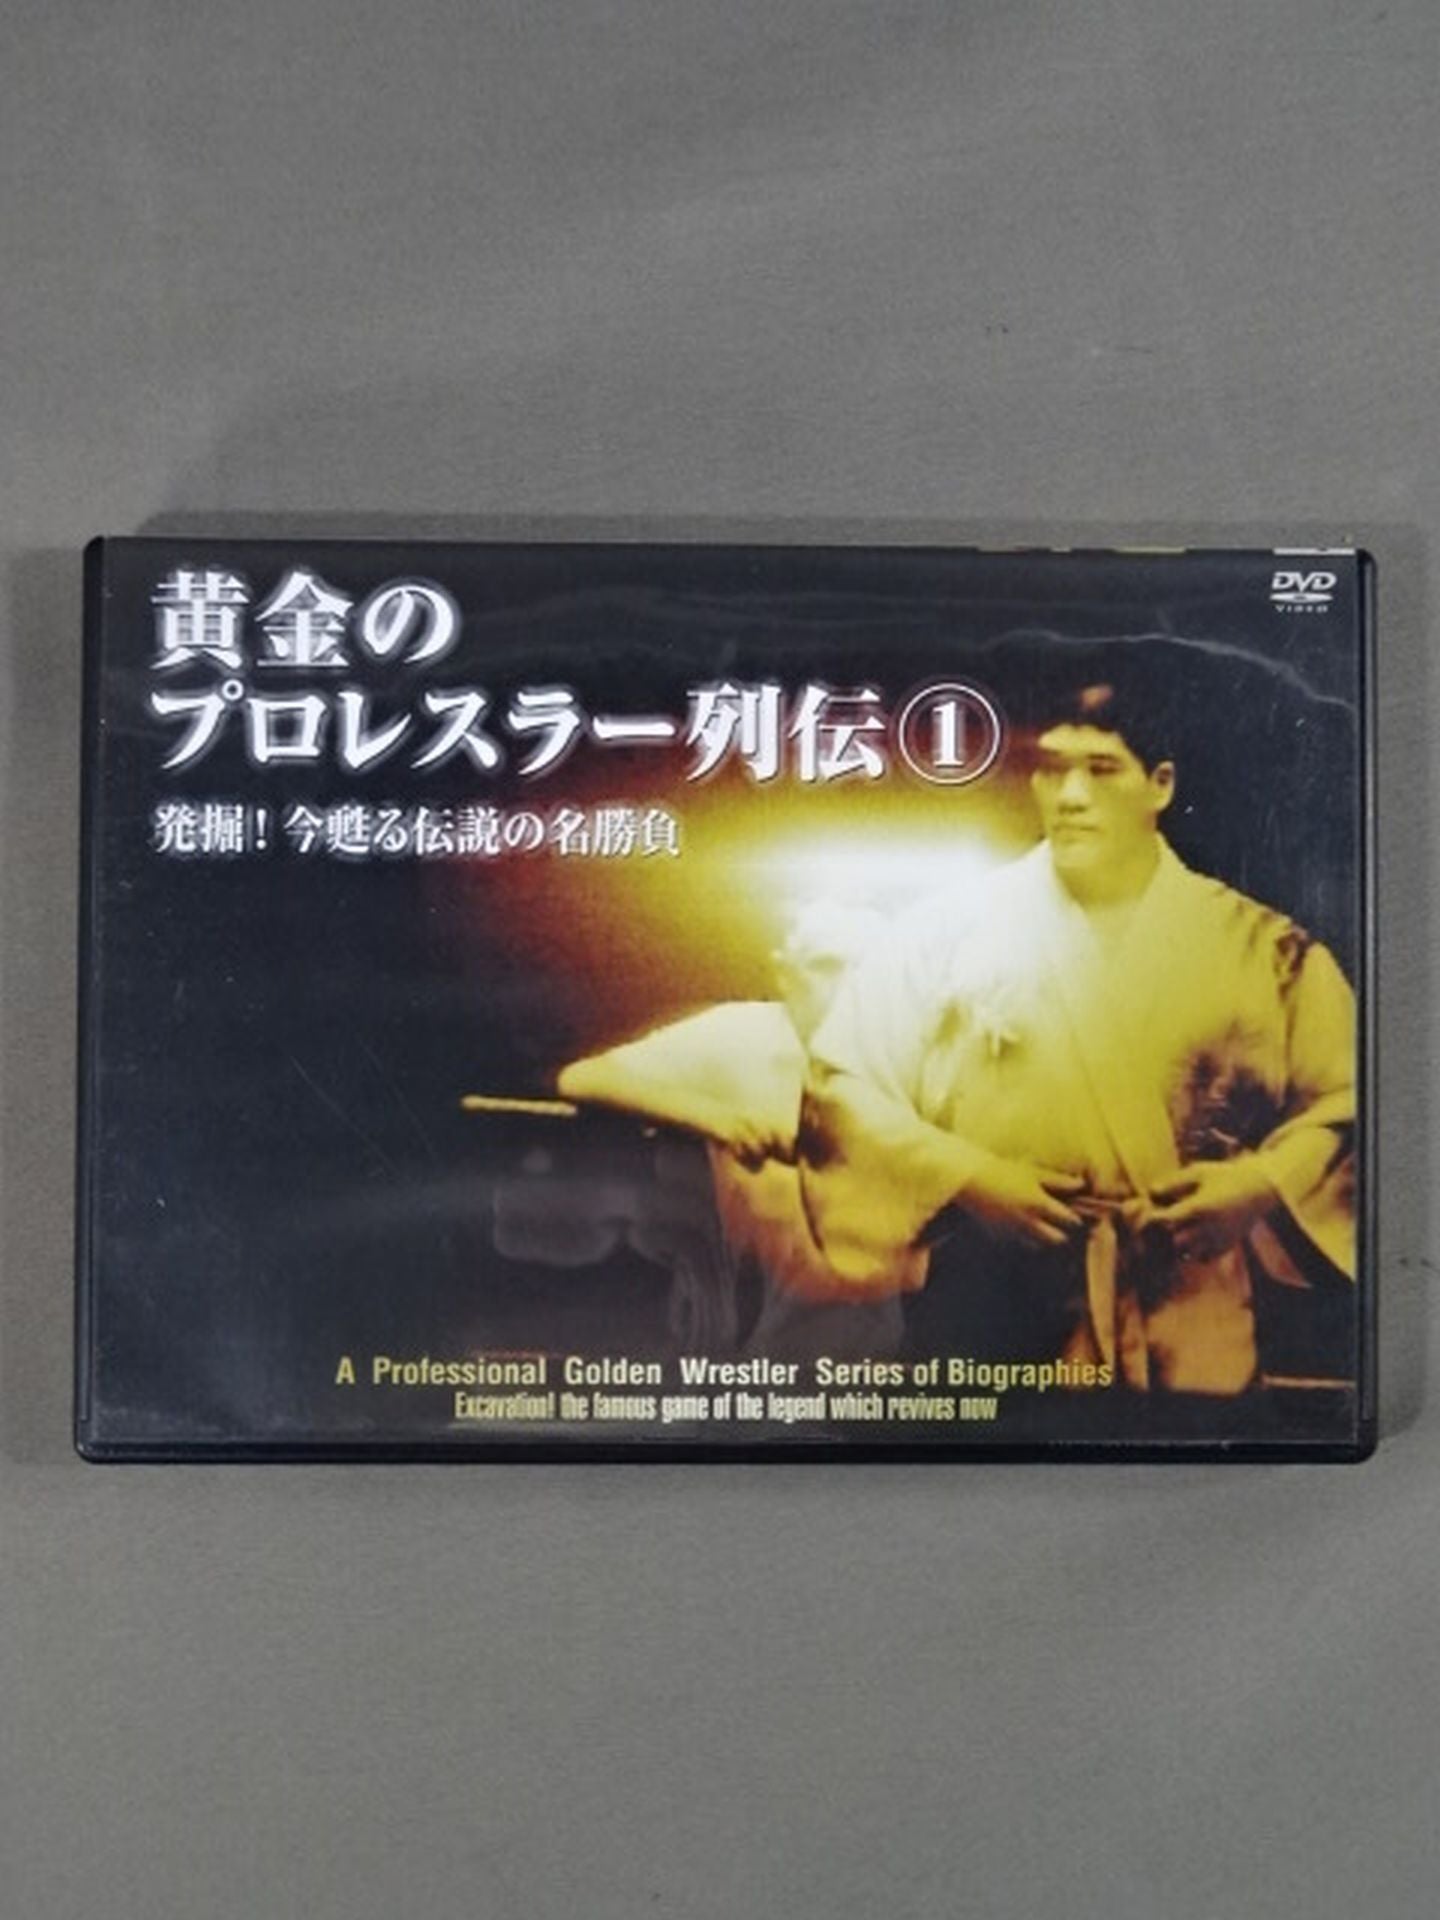 黄金の
プロレスラー列伝①
発掘！今甦る伝説の名勝負
DVD
VIDEO
A Professional Golden Wrestler Series of Biographies
Excavation! the famous game of the legend which revives now